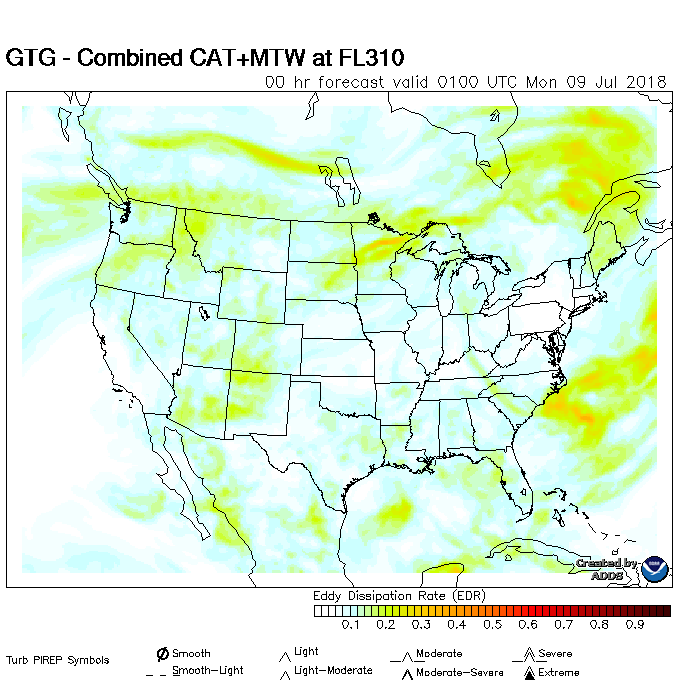 GTG - Combined CAT+MTW at FL310
00 hr forecast valid 0100 UTC Mon 09 Jul 2018
Created by
ADDS
Eddy Dissipation Rate (EDR)
0.1 0.2 0.3 0.4 0.5 0.6 0.7 0.8 0.9
Turb PIREP Symbols
Smooth
Light
Moderate
Severe
Smooth-Light
Light-Moderate
Moderate-Severe
Extreme